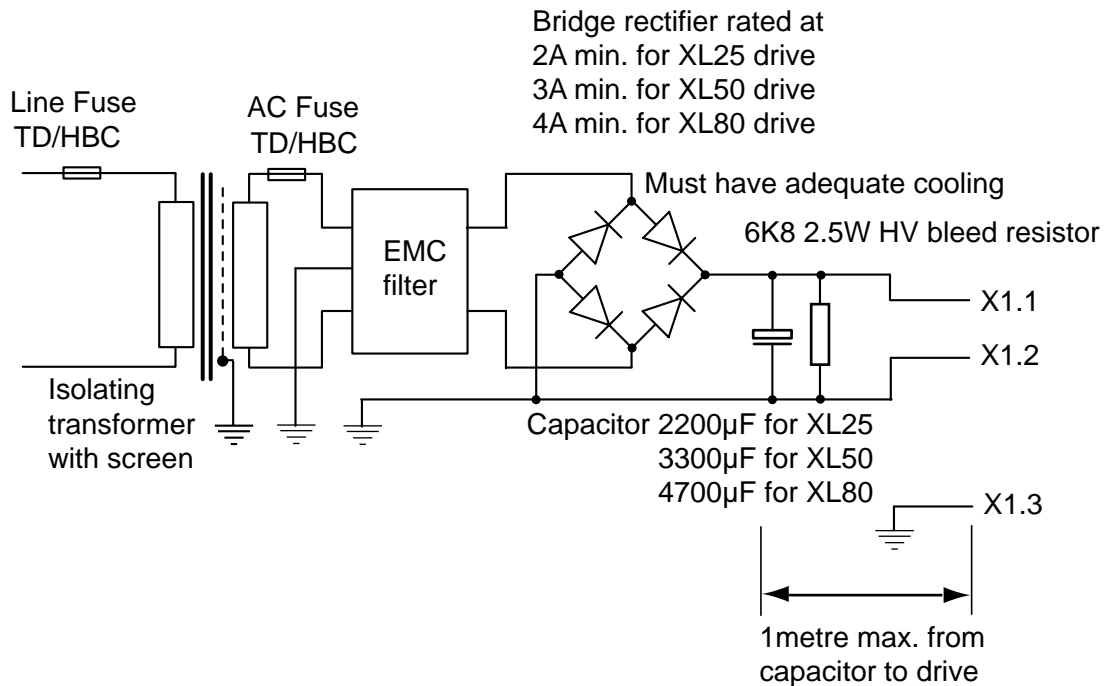 Bridge rectifier rated at
2A min. for XL25 drive
3A min. for XL50 drive
4A min. for XL80 drive
Line Fuse
TD/HBC
AC Fuse
TD/HBC
Must have adequate cooling
6K8 2.5W HV bleed resistor
EMC
filter
X1.1
X1.2
Isolating
transformer
with screen
Capacitor 2200µF for XL25
3300µF for XL50
4700µF for XL80
X1.3
1metre max. from
capacitor to drive